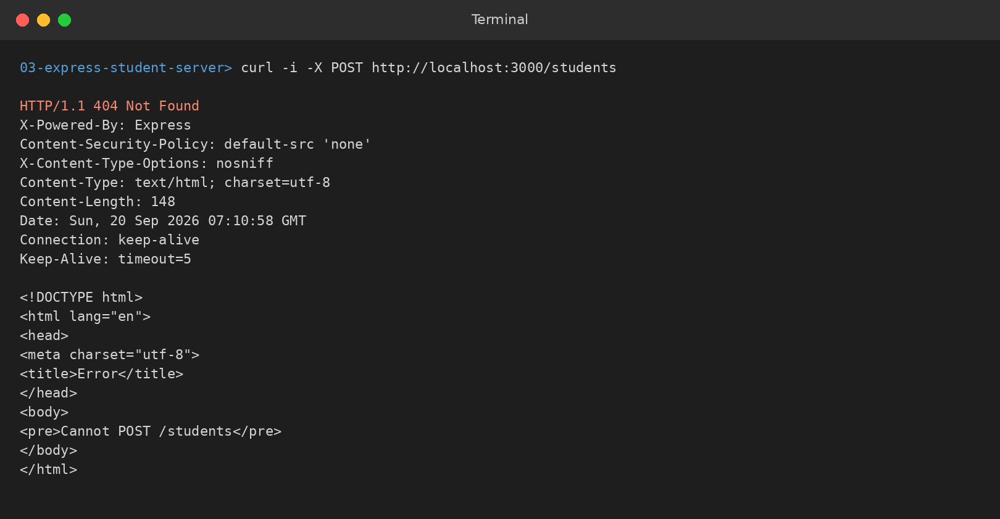 Terminal
03-express-student-server> curl -i -X POST http://localhost:3000/students
HTTP/1.1 404 Not Found
X-Powered-By: Express
Content-Security-Policy: default-src 'none'
X-Content-Type-Options: nosniff
Content-Type: text/html; charset=utf-8
Content-Length: 148
Date: Sun, 20 Sep 2026 07:10:58 GMT
Connection: keep-alive
Keep-Alive: timeout=5
<!DOCTYPE html>
<html lang="en">
<head>
<meta charset="utf-8">
<title>Error</title>
</head>
<body>
<pre>Cannot POST /students</pre>
</body>
</html>